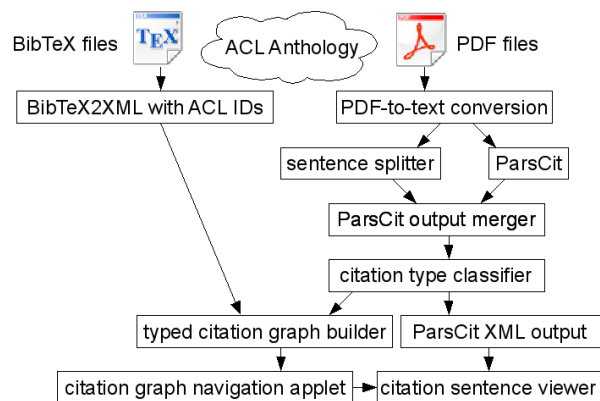 BibTeX files
TEX
ACL Anthology
PDF files
BibTeX2XML with ACL IDs
PDF-to-text conversion
sentence splitter
ParsCit
ParsCit output merger
citation type classifier
typed citation graph builder
ParsCit XML output
citation graph navigation applet
citation sentence viewer